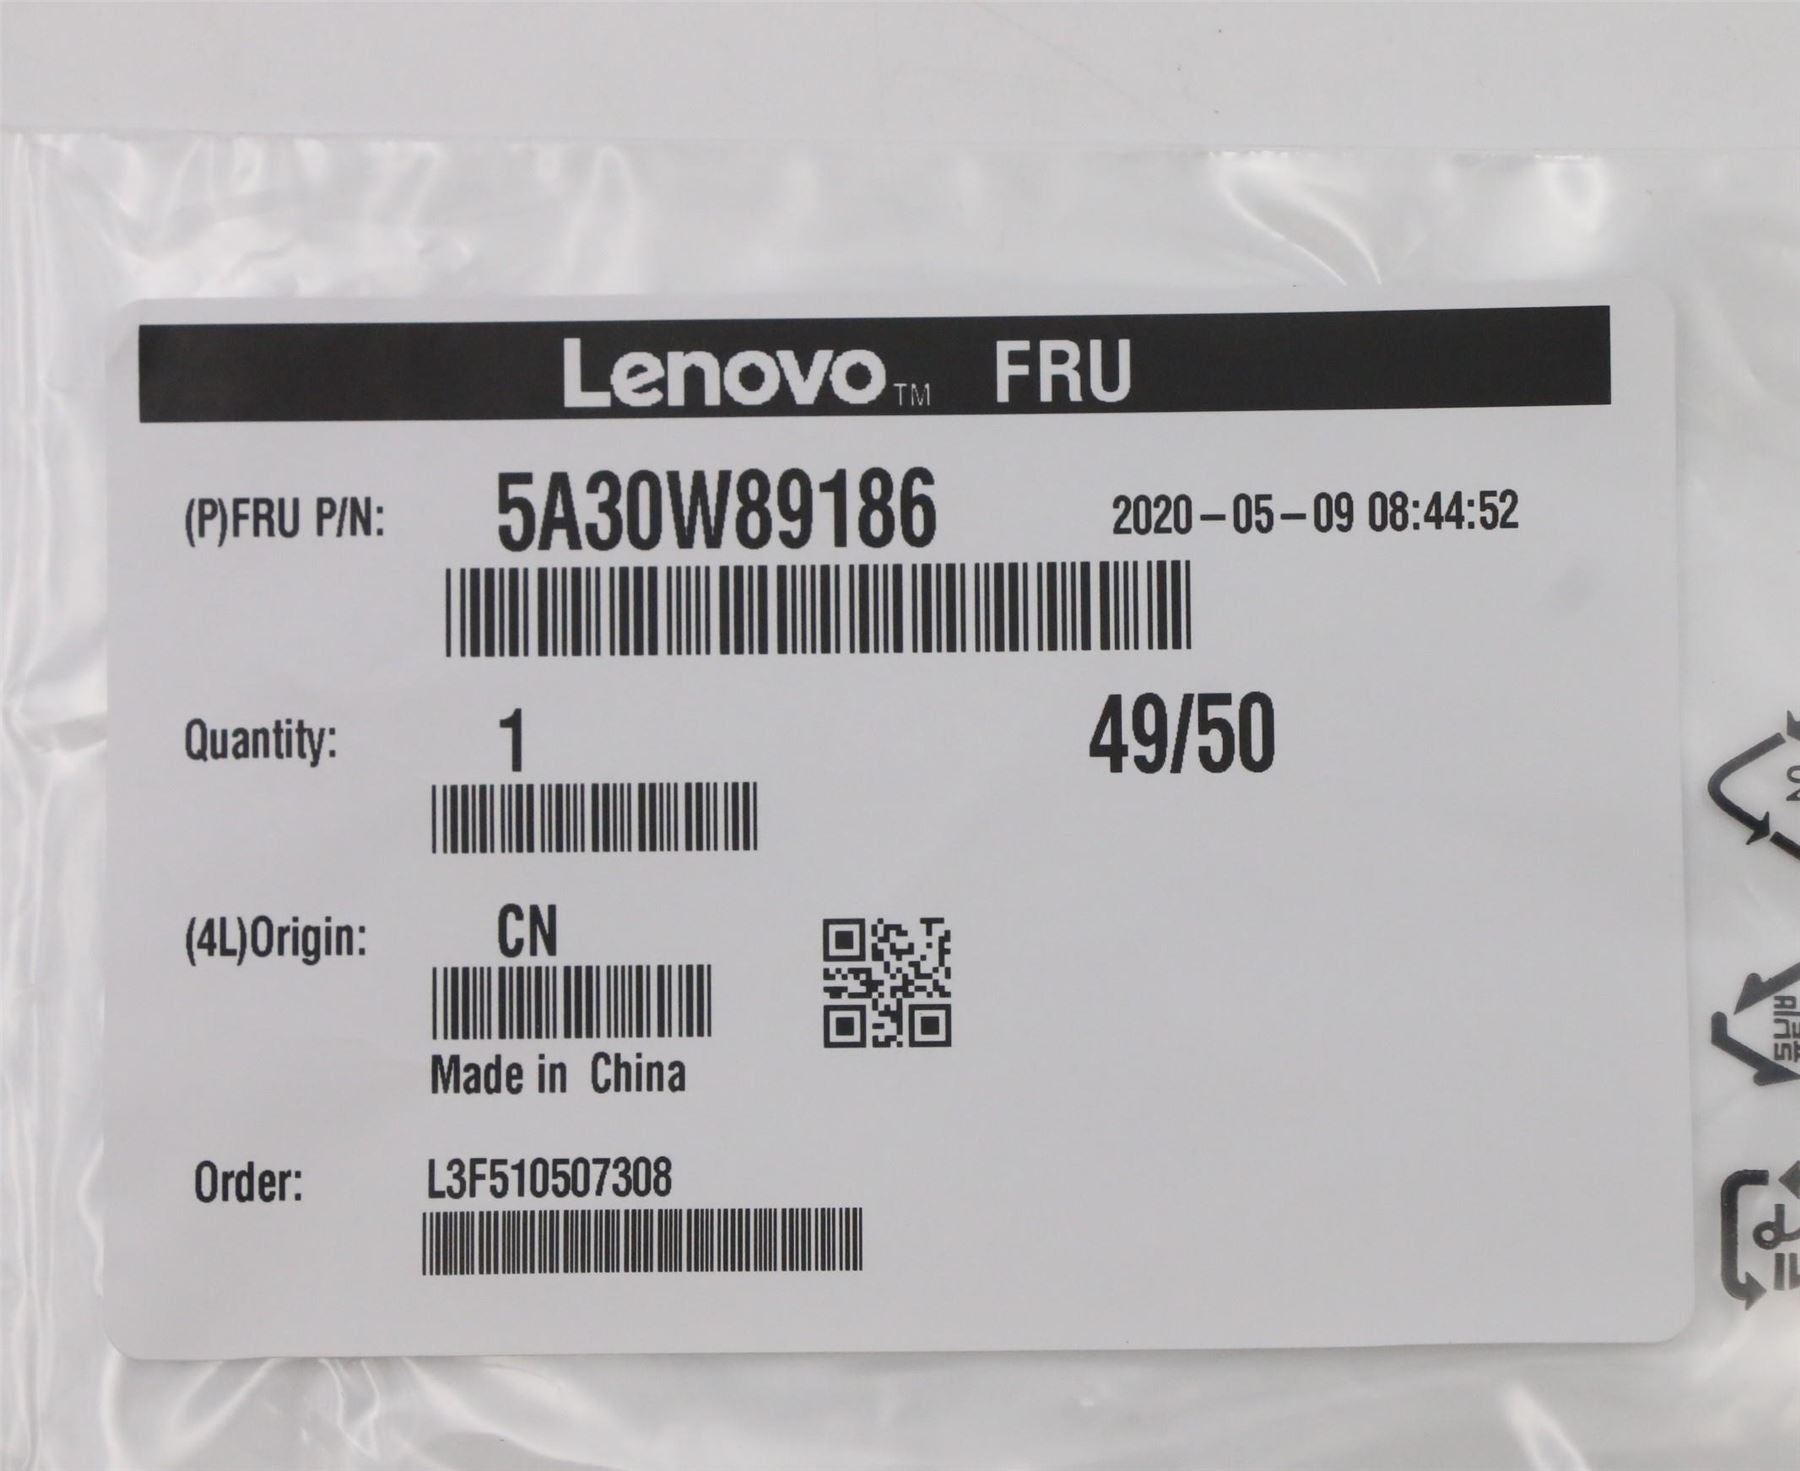 Lenovo™ FRU
(P)FRU P/N: 5A30W89186 2020-05-09 08:44:52
Quantity: 1 49/50
(4L)Origin: CN
Made in China
Order: L3F510507308